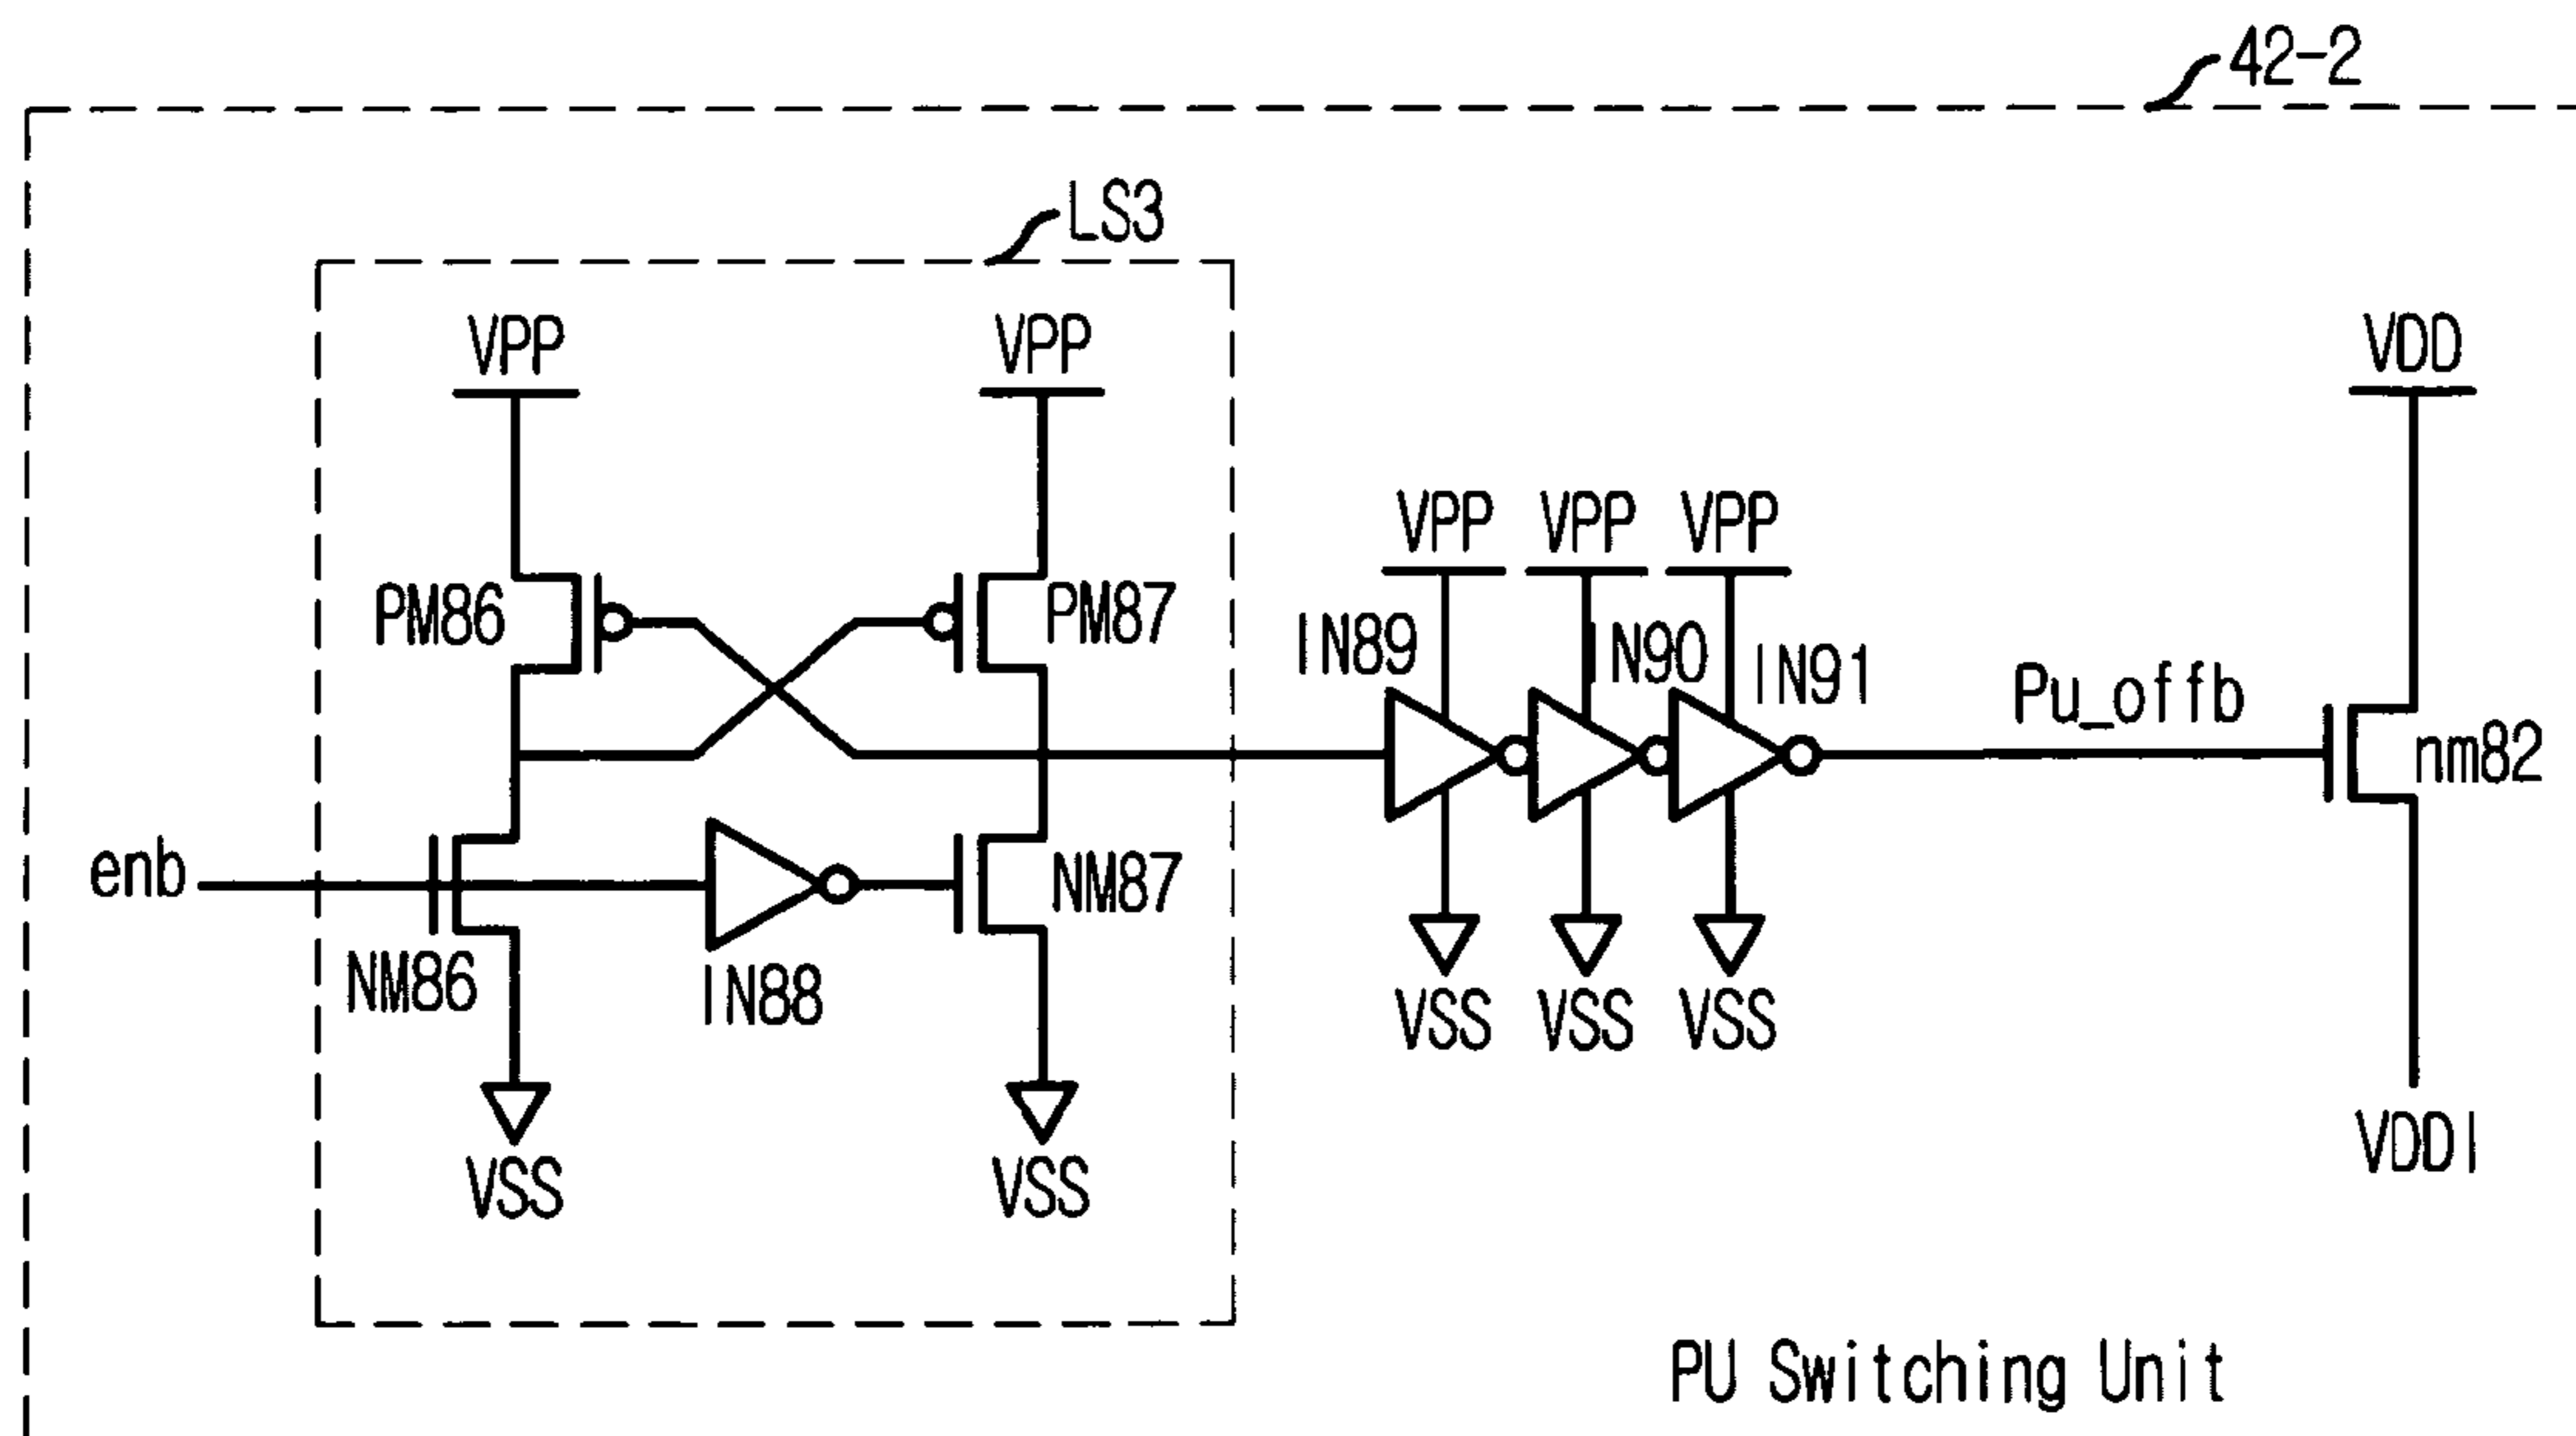 42-2
LS3
VPP
VPP
VDD
VPP
VPP
VPP
PM86
PM87
IN89
IN90
IN91
Pu_offb
nm82
enb
NM86
IN88
NM87
VSS
VSS
VSS
VSS
VSS
VDDI
PU Switching Unit